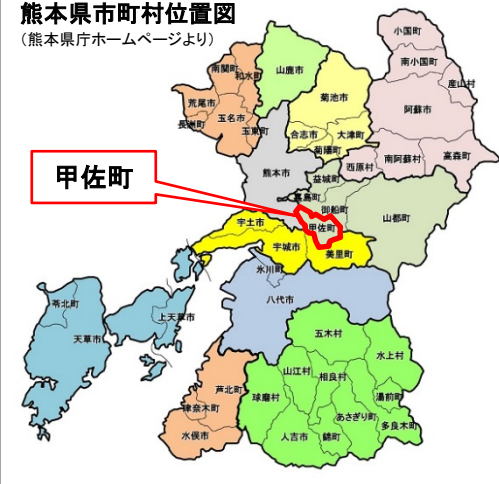 熊本県市町村位置図
(熊本県庁ホームページより)
小国町
南小国町
産山村
南関町
和水町
山鹿市
菊池市
阿蘇市
荒尾市
玉名市
長洲町
玉東町
合志市
大津町
菊陽町
熊本市
西原村
南阿蘇村
高森町
益城町
甲佐町
嘉島町
御船町
山都町
甲佐町
宇土市
宇城市
美里町
氷川町
八代市
苓北町
上天草市
天草市
五木村
水上村
山江村
相良村
芦北町
球磨村
湯前町
津奈木町
あさぎり町
多良木町
水俣市
人吉市
錦町